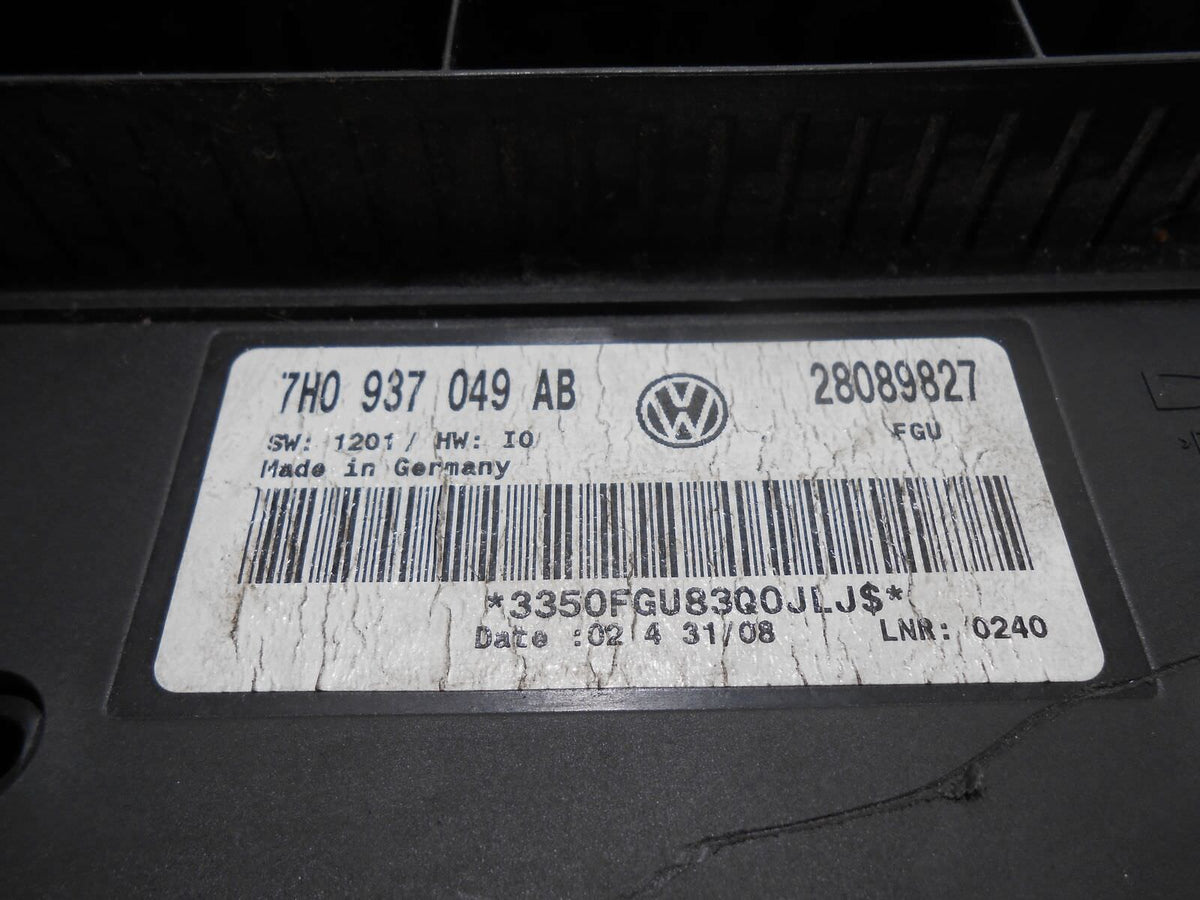 7H0 937 049 AB
28089827
FGU
SW: 1201/ HW: I0
Made in Germany
*3350FGU83Q0JLJ$*
Date :02 4 31/08
LNR: 0240